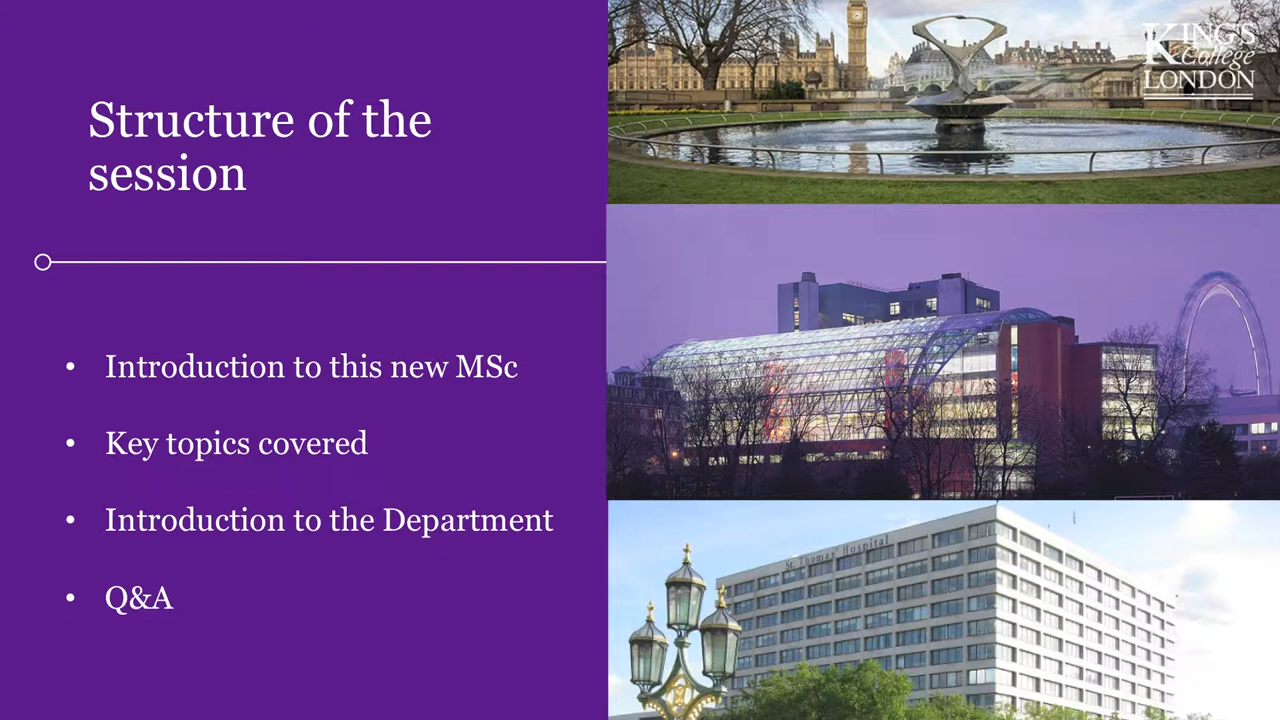 Structure of the
session
• Introduction to this new MSc
• Key topics covered
• Introduction to the Department
• Q&A
KING'S
College
LONDON
St. Thomas' Hospital